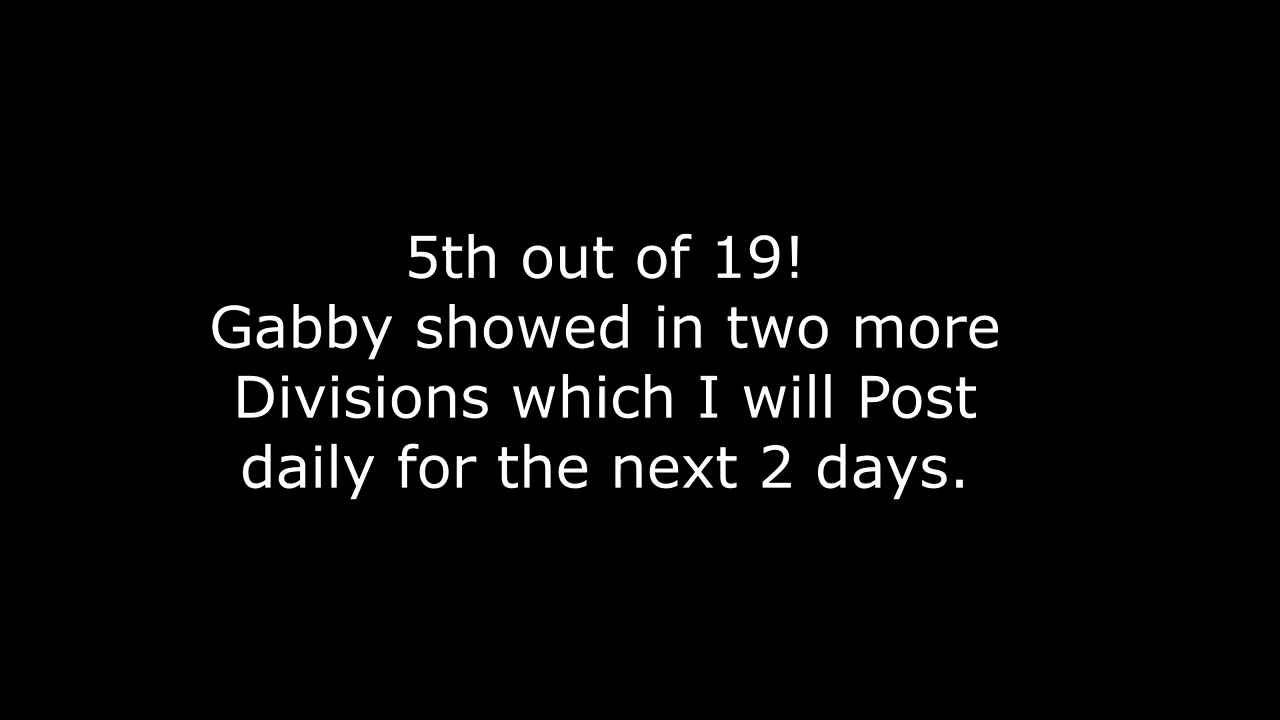 5th out of 19!
Gabby showed in two more
Divisions which I will Post
daily for the next 2 days.